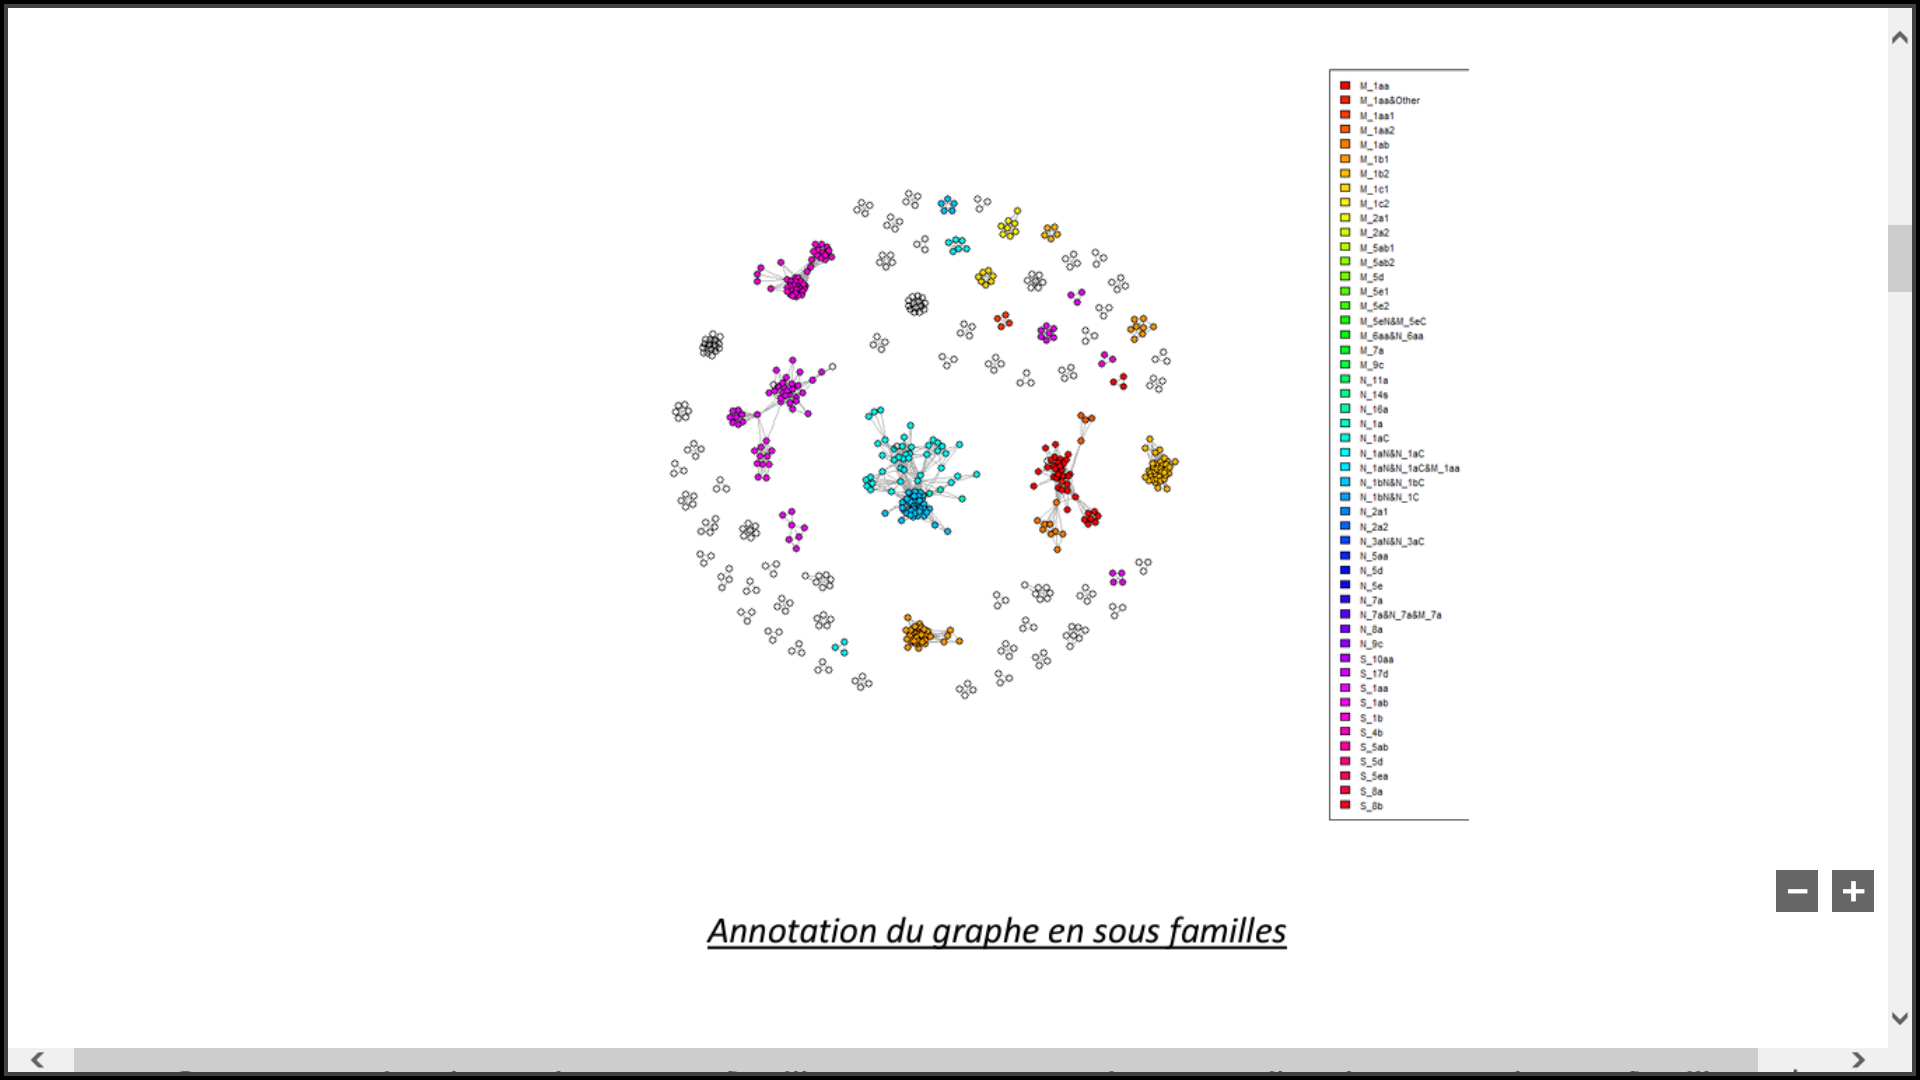 M_1aa
M_1aa&Other
M_1aa1
M_1aa2
M_1ab
M_1b1
M_1b2
M_1c1
M_1c2
M_2a1
M_2a2
M_5ab1
M_5ab2
M_5d
M_5e1
M_5e2
M_5eN&M_5eC
M_6aa&N_6aa
M_7a
M_9c
N_11a
N_14s
N_16a
N_1a
N_1aC
N_1aN&N_1aC
N_1aN&N_1aC&M_1aa
N_1bN&N_1bC
N_1bN&N_1C
N_2a1
N_2a2
N_3aN&N_3aC
N_5aa
N_5d
N_5e
N_7a
N_7a&N_7a&M_7a
N_8a
N_9c
S_10aa
S_17d
S_1aa
S_1ab
S_1b
S_4b
S_5ab
S_5d
S_5ea
S_8a
S_8b
Annotation du graphe en sous familles